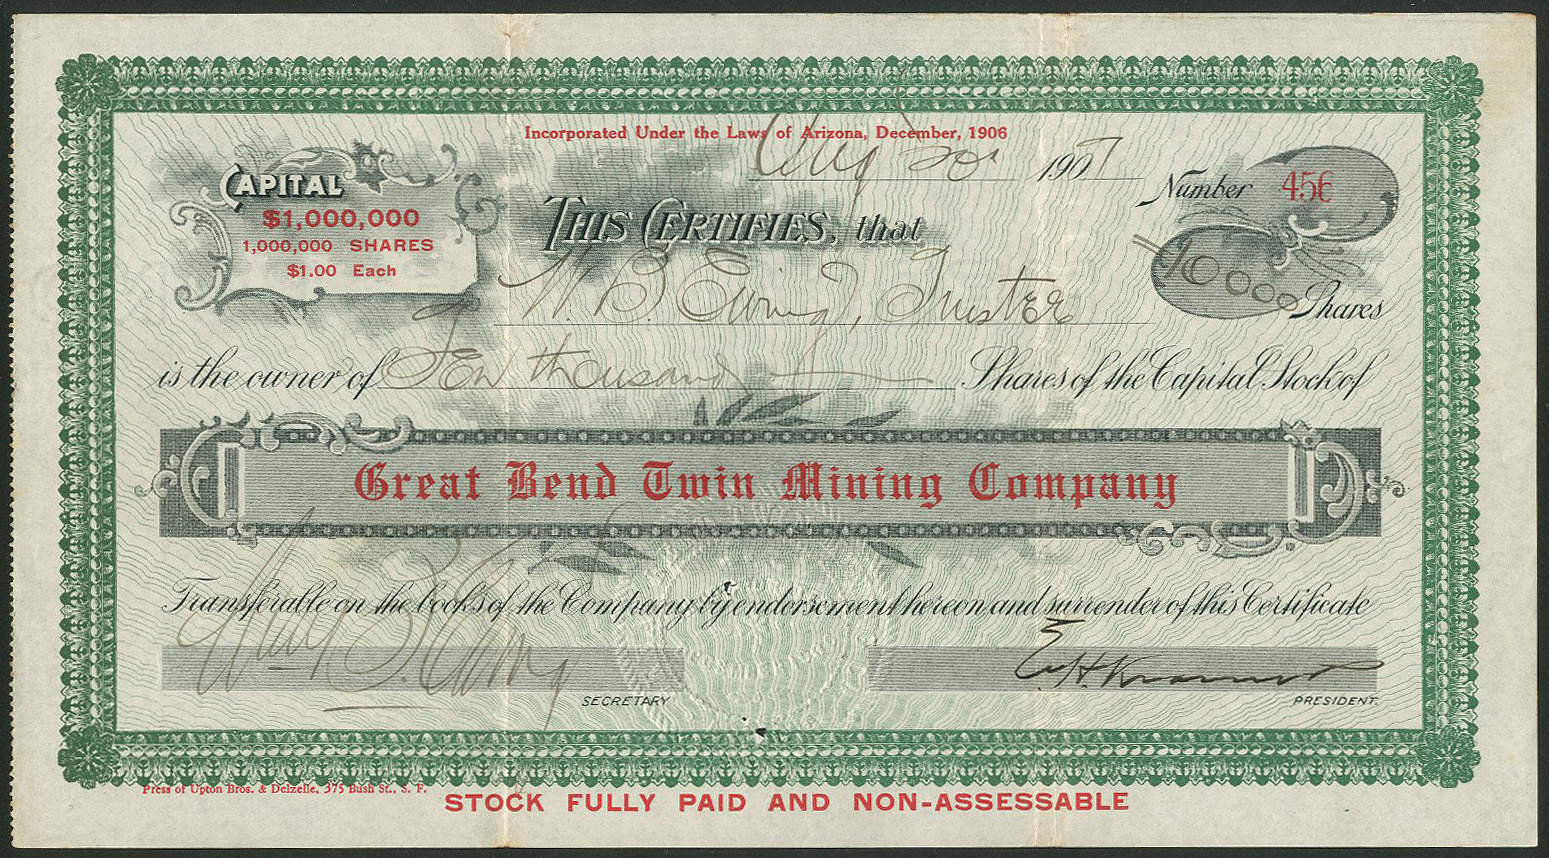 Incorporated Under the Laws of Arizona, December, 1906
Aug 20 1907
CAPITAL
$1,000,000
1,000,000 SHARES
$1.00 Each
Number 456
THIS CERTIFIES, that
10000 Shares
W. B. Ewing, Trustee
is the owner of Ten thousand Shares of the Capital Stock of
Great Bend Twin Mining Company
Transferable on the books of the Company by endorsement hereon and surrender of this Certificate
B. Ewing
E. H.
SECRETARY
PRESIDENT.
Press of Upton Bros. & Delzelle, 375 Bush St., S. F.
STOCK FULLY PAID AND NON-ASSESSABLE